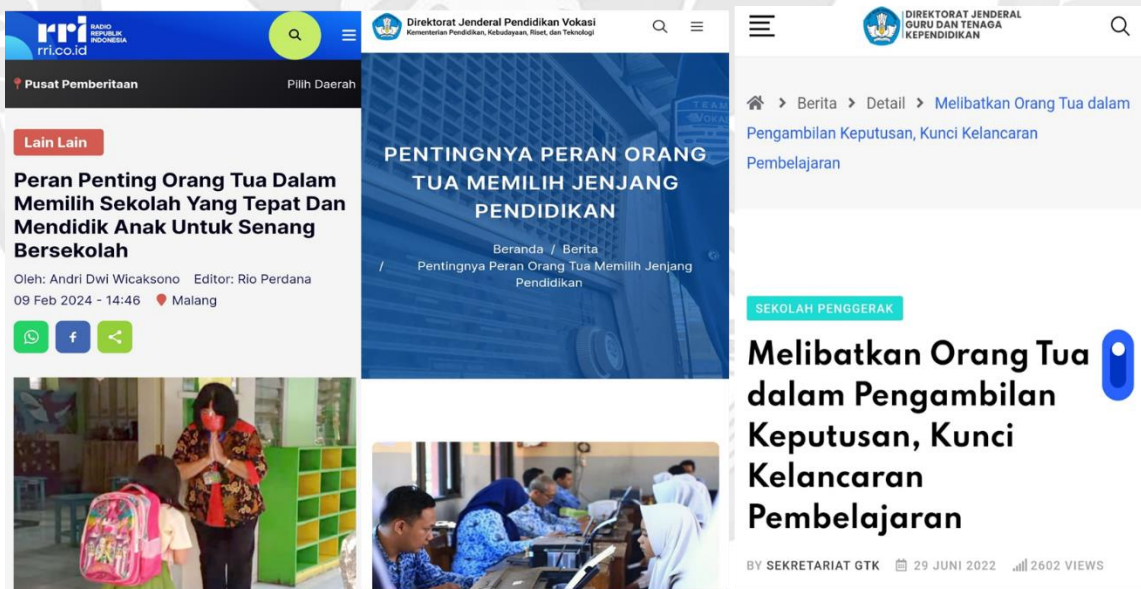 rri
RADIO
REPUBLIK
INDONESIA
rri.co.id
Pusat Pemberitaan
Pilih Daerah
Lain Lain
Peran Penting Orang Tua Dalam
Memilih Sekolah Yang Tepat Dan
Mendidik Anak Untuk Senang
Bersekolah
Oleh: Andri Dwi Wicaksono Editor: Rio Perdana
09 Feb 2024 - 14:46 Malang
Direktorat Jenderal Pendidikan Vokasi
Kementerian Pendidikan, Kebudayaan, Riset, dan Teknologi
TEAM
VOKASI
PENTINGNYA PERAN ORANG
TUA MEMILIH JENJANG
PENDIDIKAN
Beranda / Berita
/ Pentingnya Peran Orang Tua Memilih Jenjang
Pendidikan
DIREKTORAT JENDERAL
GURU DAN TENAGA
KEPENDIDIKAN
> Berita > Detail > Melibatkan Orang Tua dalam
Pengambilan Keputusan, Kunci Kelancaran
Pembelajaran
SEKOLAH PENGGERAK
Melibatkan Orang Tua
dalam Pengambilan
Keputusan, Kunci
Kelancaran
Pembelajaran
BY SEKRETARIAT GTK 29 JUNI 2022 2602 VIEWS